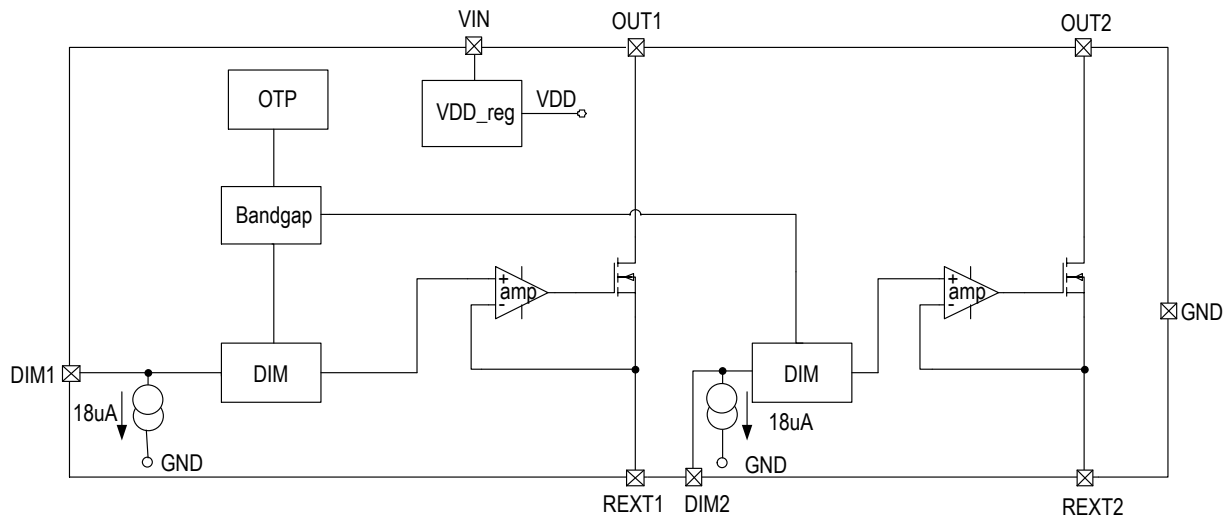 VIN
OUT1
OUT2
OTP
VDD_reg
VDD
Bandgap
+
amp
-
+
amp
-
GND
DIM1
DIM
DIM
18uA
GND
18uA
GND
REXT1
DIM2
REXT2